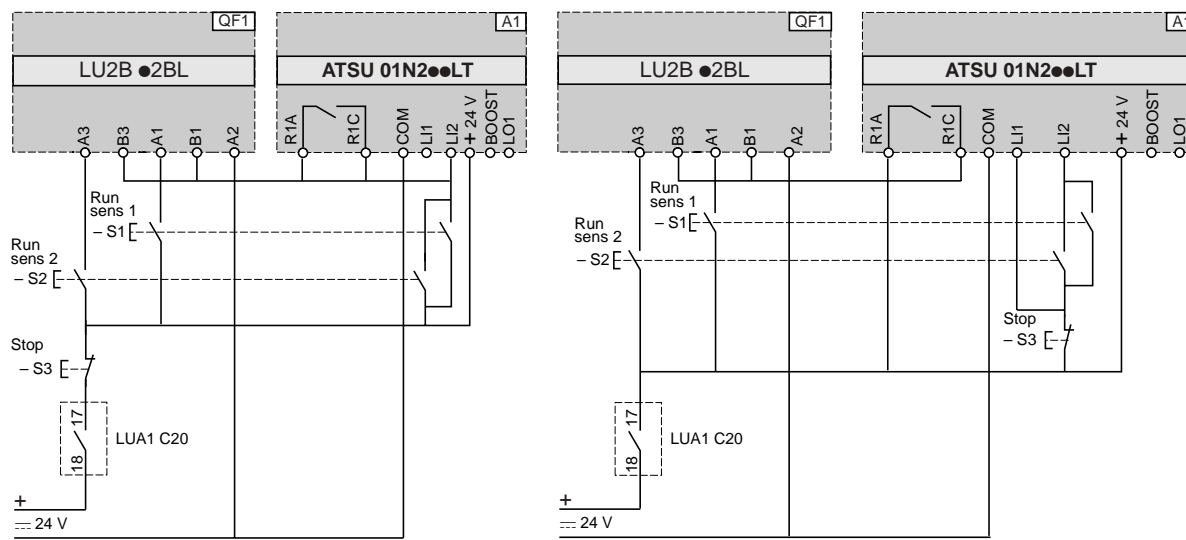 QF1
A1
LU2B ●2BL
ATSU 01N2●●LT
A3
B3
A1
B1
A2
R1A
R1C
COM
LI1
LI2
+ 24 V
BOOST
LO1
Run
sens 1
– S1
Run
sens 2
– S2
Stop
– S3
17
18
LUA1 C20
+
24 V
QF1
A1
LU2B ●2BL
ATSU 01N2●●LT
A3
B3
A1
B1
A2
R1A
R1C
COM
LI1
LI2
+ 24 V
BOOST
LO1
Run
sens 1
– S1
Run
sens 2
– S2
Stop
– S3
17
18
LUA1 C20
+
24 V